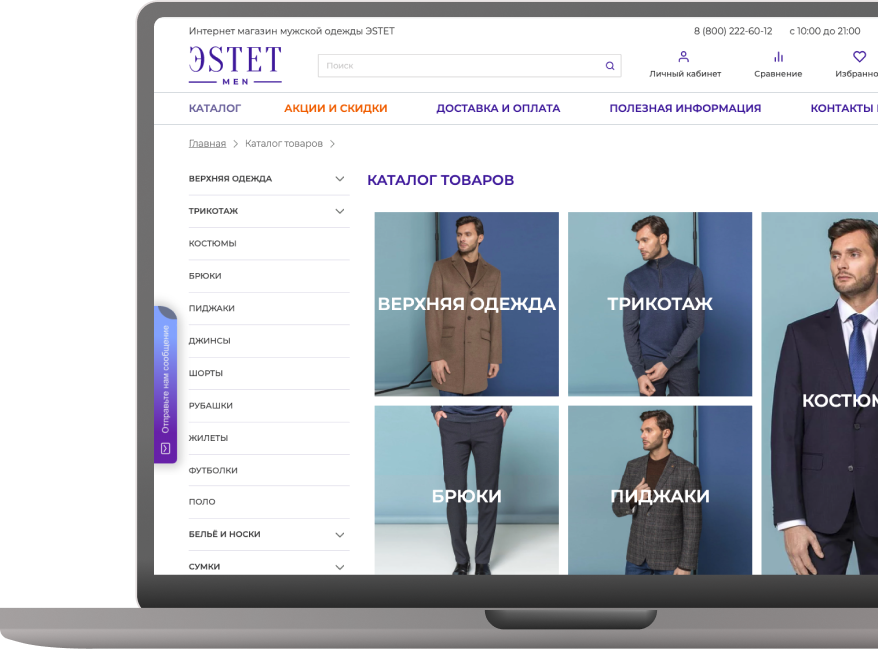 Интернет магазин мужской одежды ЭSTET
8 (800) 222-60-12 с 10:00 до 21:00
ЭSTET
MEN
Поиск
Личный кабинет
Сравнение
Избранно
КАТАЛОГ
АКЦИИ И СКИДКИ
ДОСТАВКА И ОПЛАТА
ПОЛЕЗНАЯ ИНФОРМАЦИЯ
КОНТАКТЫ
Главная > Каталог товаров >
ВЕРХНЯЯ ОДЕЖДА
ТРИКОТАЖ
КОСТЮМЫ
БРЮКИ
ПИДЖАКИ
ДЖИНСЫ
ШОРТЫ
РУБАШКИ
ЖИЛЕТЫ
ФУТБОЛКИ
ПОЛО
БЕЛЬЁ И НОСКИ
СУМКИ
Отправьте нам сообщение
КАТАЛОГ ТОВАРОВ
ВЕРХНЯЯ ОДЕЖДА
ТРИКОТАЖ
КОСТЮМ
БРЮКИ
ПИДЖАКИ